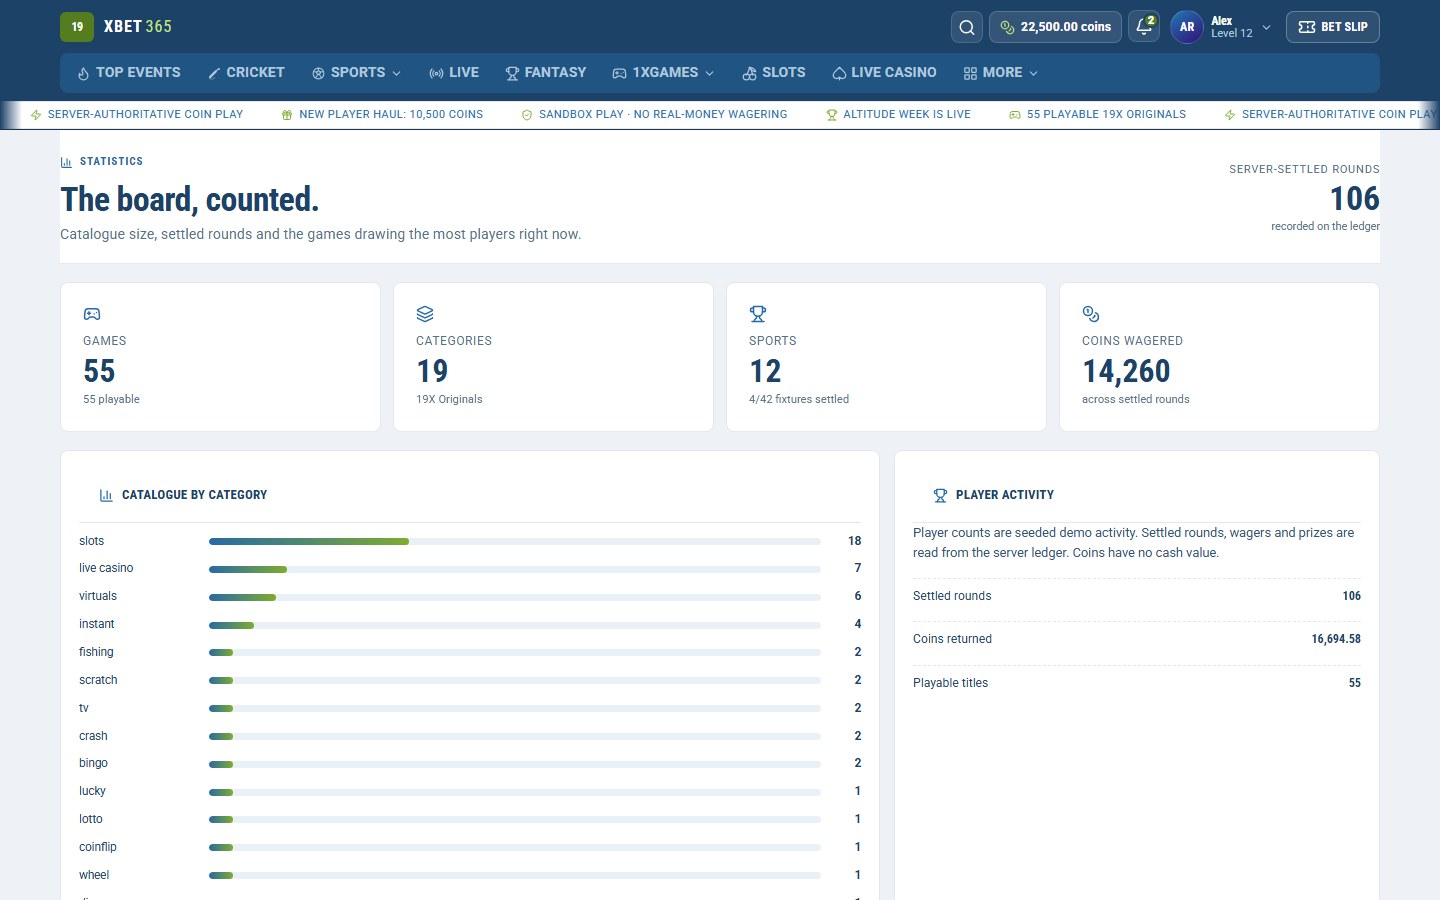 19 XBET 365
22,500.00 coins
2
AR
Alex
Level 12
BET SLIP
TOP EVENTS CRICKET SPORTS LIVE FANTASY 1XGAMES SLOTS LIVE CASINO MORE
SERVER-AUTHORITATIVE COIN PLAY NEW PLAYER HAUL: 10,500 COINS SANDBOX PLAY · NO REAL-MONEY WAGERING ALTITUDE WEEK IS LIVE 55 PLAYABLE 19X ORIGINALS SERVER-AUTHORITATIVE COIN PLAY
STATISTICS
The board, counted.
Catalogue size, settled rounds and the games drawing the most players right now.
SERVER-SETTLED ROUNDS
106
recorded on the ledger
GAMES
55
55 playable
CATEGORIES
19
19X Originals
SPORTS
12
4/42 fixtures settled
COINS WAGERED
14,260
across settled rounds
CATALOGUE BY CATEGORY
slots 18
live casino 7
virtuals 6
instant 4
fishing 2
scratch 2
tv 2
crash 2
bingo 2
lucky 1
lotto 1
coinflip 1
wheel 1
PLAYER ACTIVITY
Player counts are seeded demo activity. Settled rounds, wagers and prizes are
read from the server ledger. Coins have no cash value.
Settled rounds 106
Coins returned 16,694.58
Playable titles 55